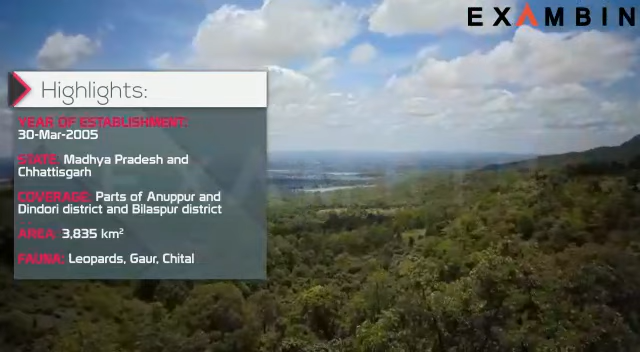 EXAMBIN
Highlights:
YEAR OF ESTABLISHMENT:
30-Mar-2005
STATE: Madhya Pradesh and
Chhattisgarh
COVERAGE: Parts of Anuppur and
Dindori district and Bilaspur district
AREA: 3,835 km²
FAUNA: Leopards, Gaur, Chital